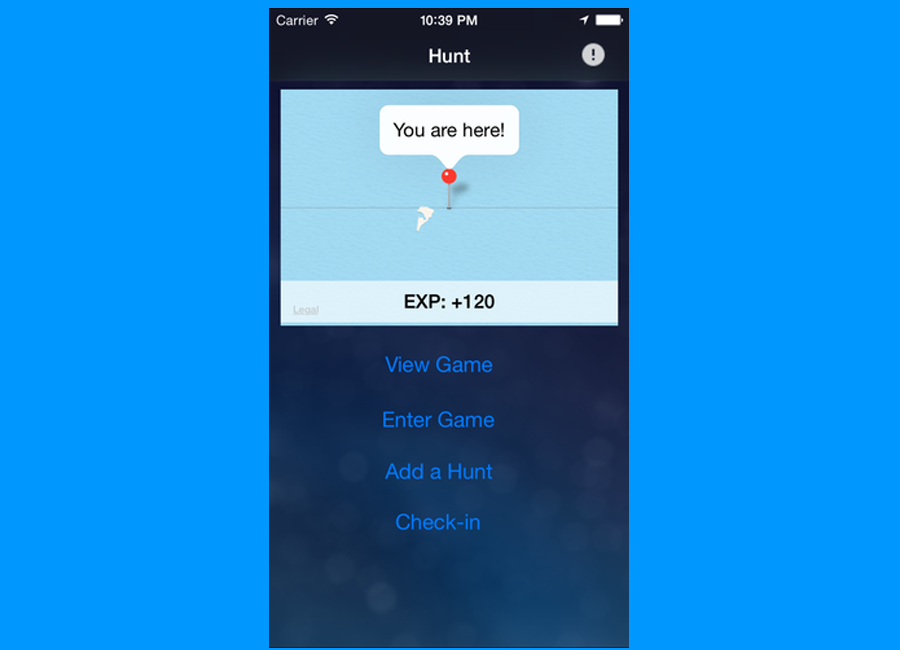 Carrier 10:39 PM
Hunt
You are here!
EXP: +120
Legal
View Game
Enter Game
Add a Hunt
Check-in